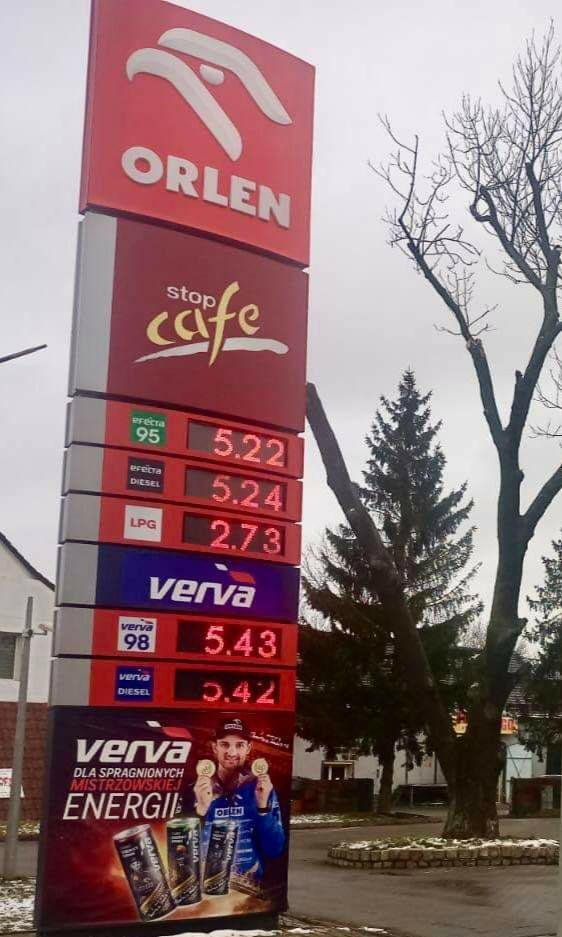 ORLEN
stop
cafe
efecta
95
5.22
efecta
DIESEL
5.24
LPG
2.73
verva
verva
98
5.43
verva
DIESEL
5.42
verva
DLA SPRAGNIONYCH
MISTRZOWSKIEJ
ENERGII
ORLEN